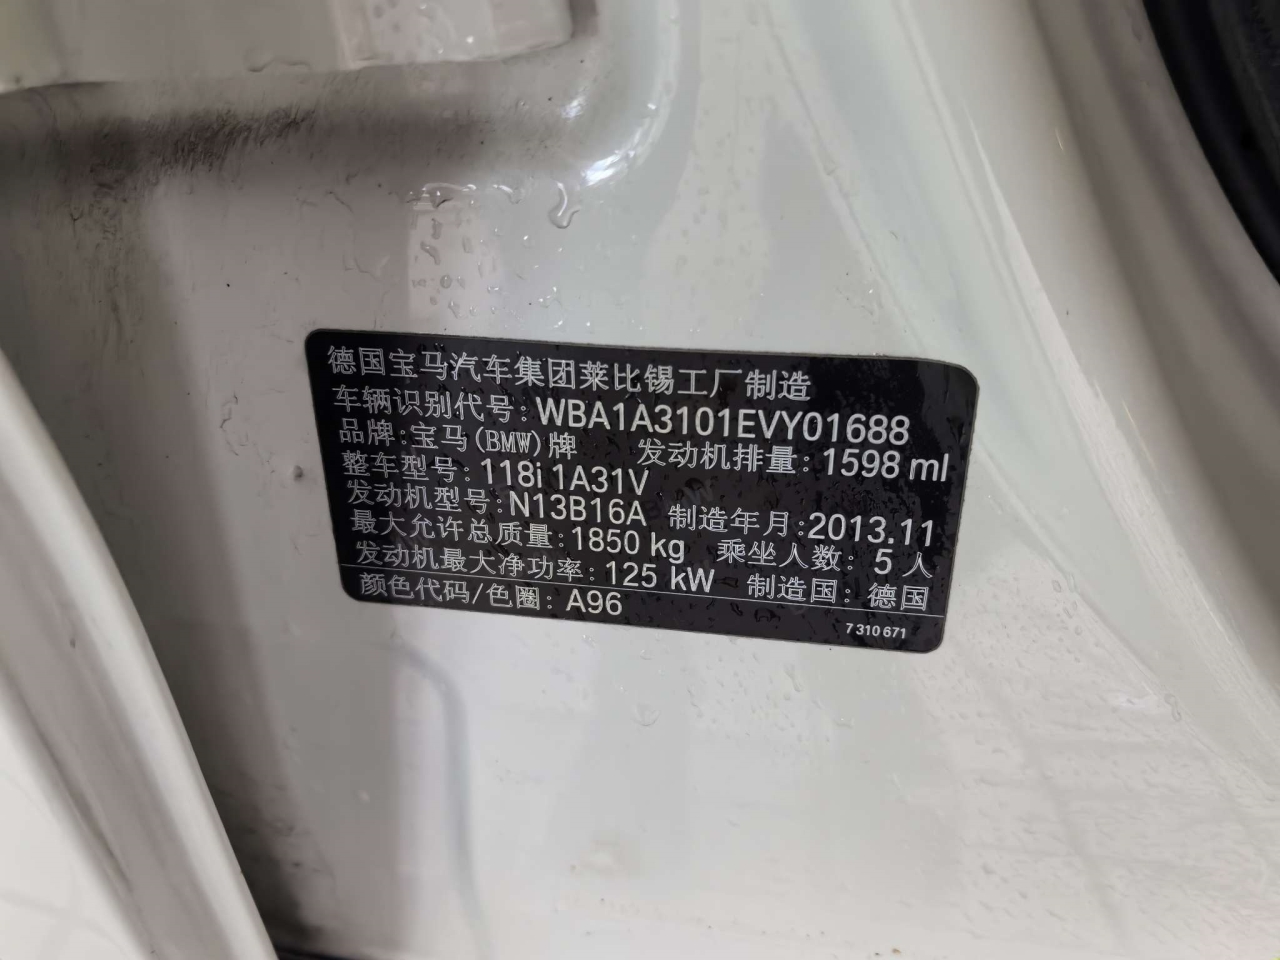 德国宝马汽车集团莱比锡工厂制造
车辆识别代号: WBA1A3101EVY01688
品牌: 宝马(BMW)牌 发动机排量: 1598 ml
整车型号: 118i 1A31V
发动机型号: N13B16A 制造年月: 2013.11
最大允许总质量: 1850 kg 乘坐人数: 5 人
发动机最大净功率: 125 kW 制造国: 德国
颜色代码/色圈: A96
7 310 671